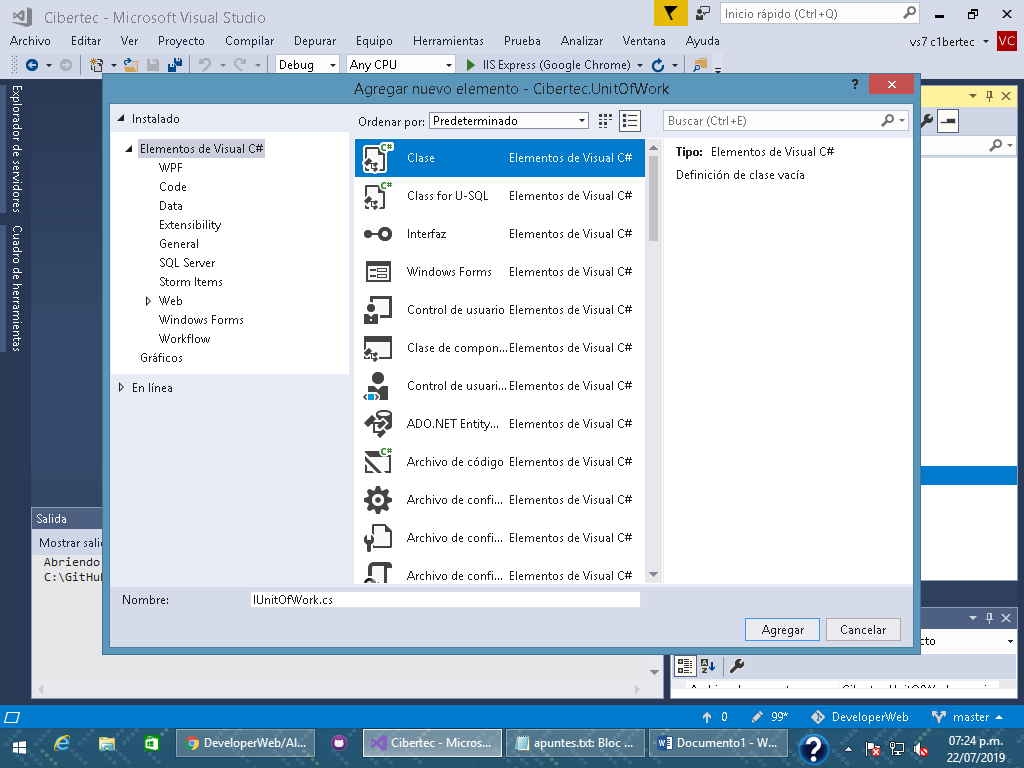 Cibertec - Microsoft Visual Studio
Inicio rápido (Ctrl+Q)
Archivo Editar Ver Proyecto Compilar Depurar Equipo Herramientas Prueba Analizar Ventana Ayuda
vs7 c1bertec VC
Debug Any CPU IIS Express (Google Chrome)
Explorador de servidores
Cuadro de herramientas
Agregar nuevo elemento - Cibertec.UnitOfWork
?
Instalado
Ordenar por: Predeterminado
Buscar (Ctrl+E)
Elementos de Visual C#
WPF
Code
Data
Extensibility
General
SQL Server
Storm Items
Web
Windows Forms
Workflow
Gráficos
En línea
Clase Elementos de Visual C#
Class for U-SQL Elementos de Visual C#
Interfaz Elementos de Visual C#
Windows Forms Elementos de Visual C#
Control de usuario Elementos de Visual C#
Clase de compon... Elementos de Visual C#
Control de usuari... Elementos de Visual C#
ADO.NET Entity... Elementos de Visual C#
Archivo de código Elementos de Visual C#
Archivo de confi... Elementos de Visual C#
Archivo de confi... Elementos de Visual C#
Archivo de confi... Elementos de Visual C#
Tipo: Elementos de Visual C#
Definición de clase vacía
Nombre: IUnitOfWork.cs
Agregar Cancelar
Salida
Mostrar sali
Abriendo
C:\GitHub
cto
0 99* DeveloperWeb master
DeveloperWeb/Al...
Cibertec - Micros...
apuntes.txt: Bloc ...
Documento1 - W...
07:24 p.m.
22/07/2019